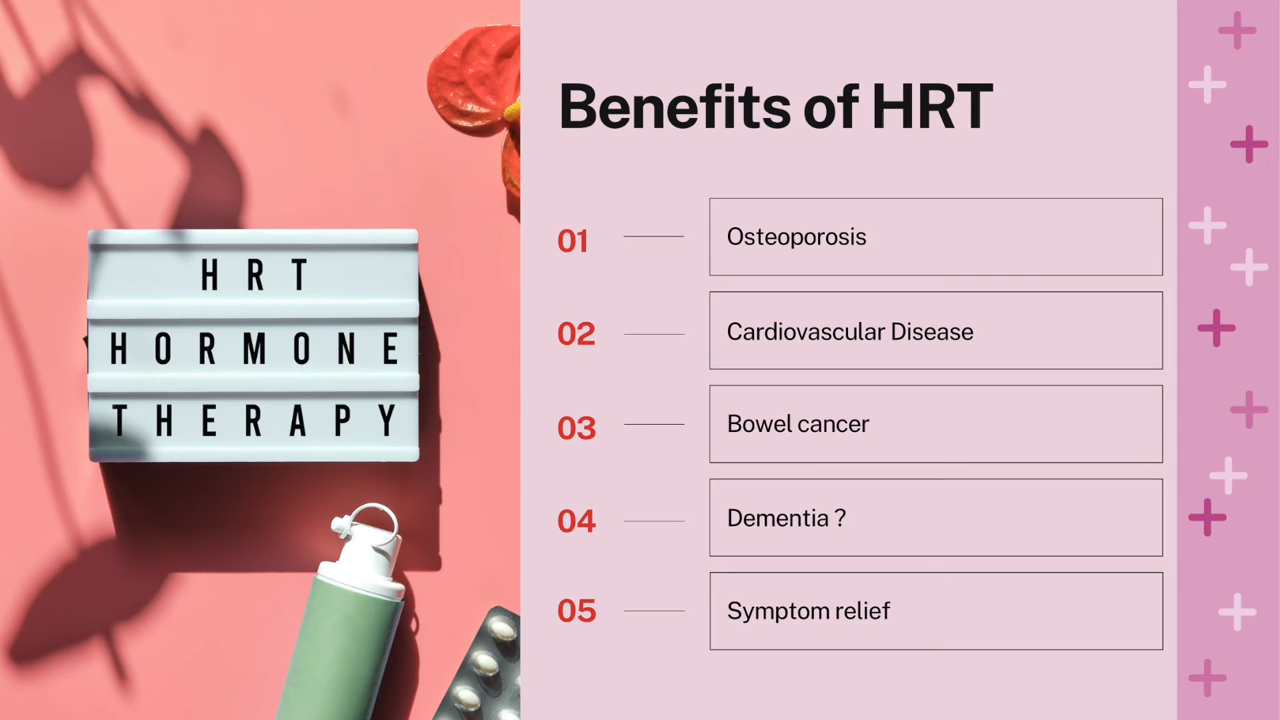 HRT
HORMONE
THERAPY
Benefits of HRT
01 Osteoporosis
02 Cardiovascular Disease
03 Bowel cancer
04 Dementia ?
05 Symptom relief